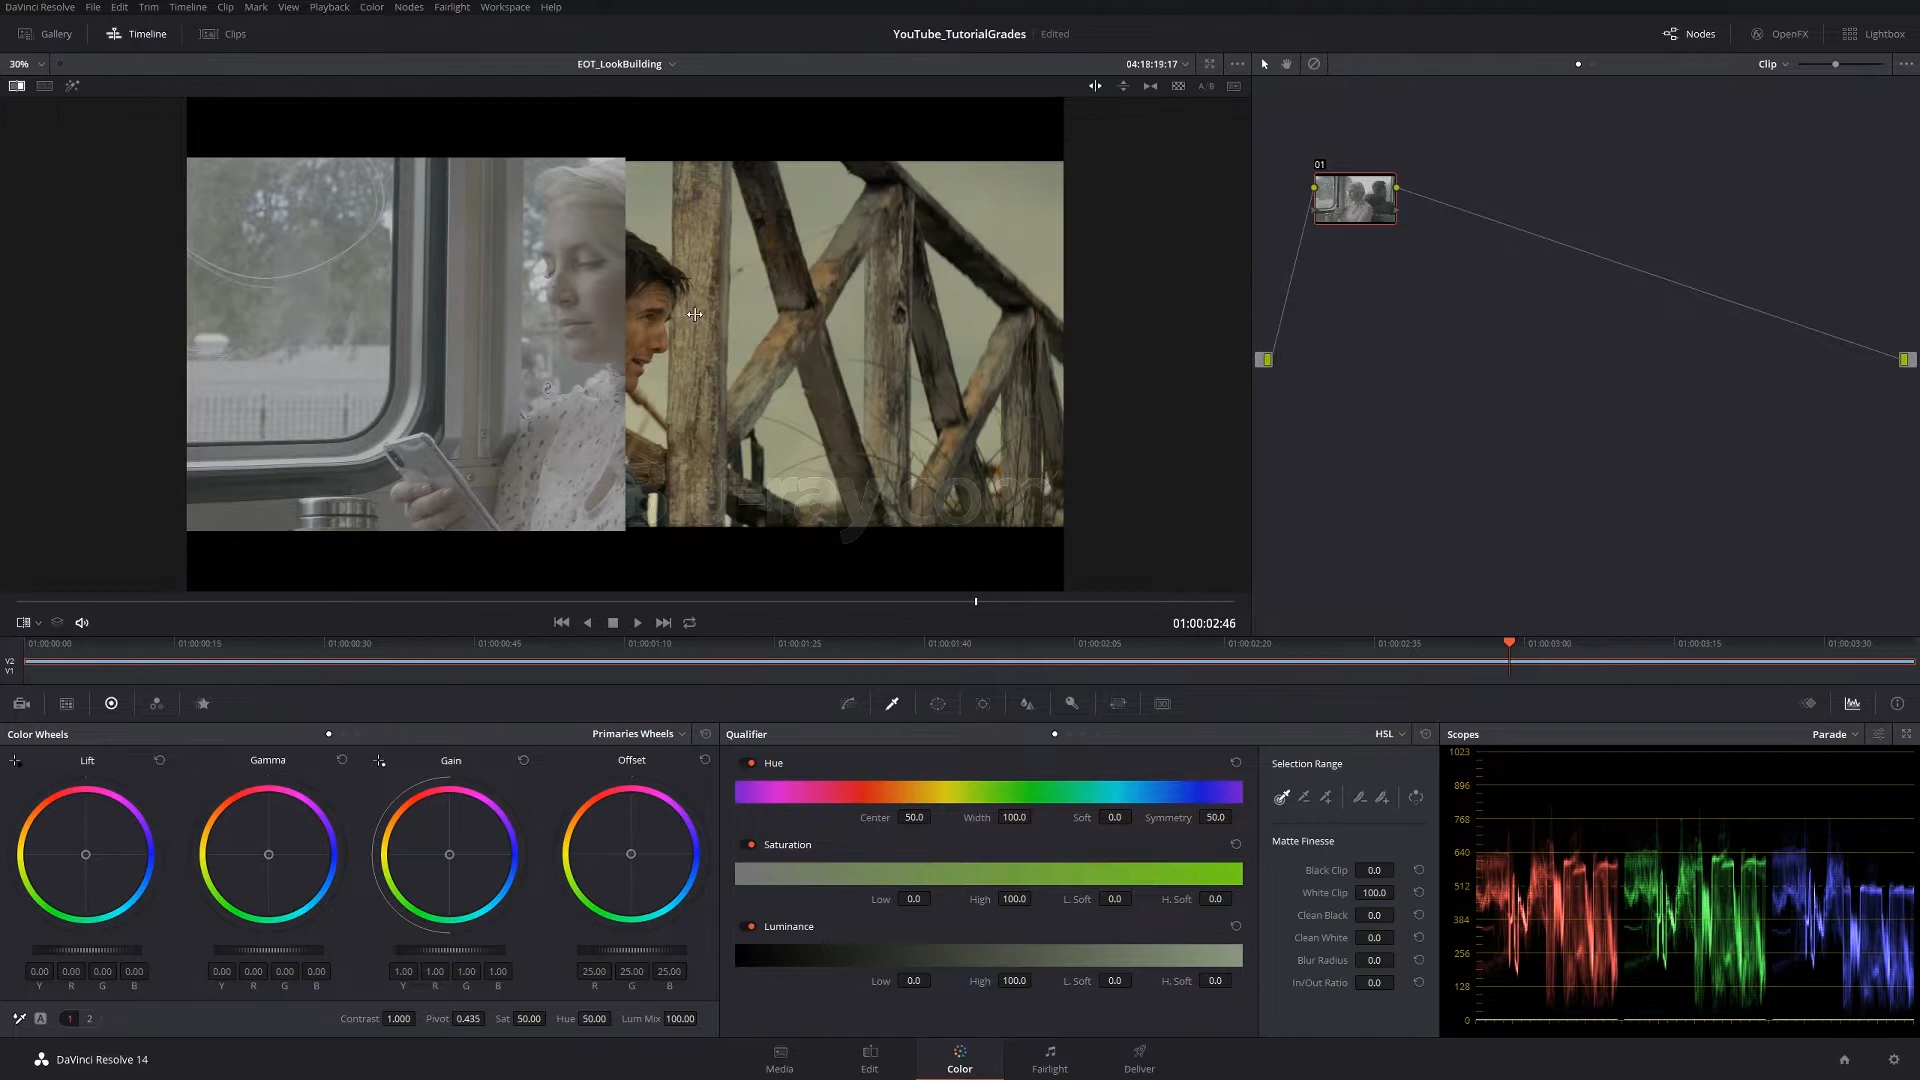 DaVinci Resolve File Edit Trim Timeline Clip Mark View Playback Color Nodes Fairlight Workspace Help
Gallery Timeline Clips YouTube_TutorialGrades Edited Nodes OpenFX Lightbox
30% EOT_LookBuilding 04:18:19:17 Clip
A/B
01
blu-ray.com
01:00:02:46
01:00:00:00 01:00:00:15 01:00:00:30 01:00:00:45 01:00:01:10 01:00:01:25 01:00:01:40 01:00:02:05 01:00:02:20 01:00:02:35 01:00:03:00 01:00:03:15 01:00:03:30
V2
V1
3D
Color Wheels Primaries Wheels Qualifier HSL Scopes Parade
Lift Gamma Gain Offset
0.00 0.00 0.00 0.00 0.00 0.00 0.00 0.00 1.00 1.00 1.00 1.00 25.00 25.00 25.00
Y R G B Y R G B Y R G B R G B
A 1 2 Contrast 1.000 Pivot 0.435 Sat 50.00 Hue 50.00 Lum Mix 100.00
Hue
Center 50.0 Width 100.0 Soft 0.0 Symmetry 50.0
Saturation
Low 0.0 High 100.0 L. Soft 0.0 H. Soft 0.0
Luminance
Low 0.0 High 100.0 L. Soft 0.0 H. Soft 0.0
Selection Range
Matte Finesse
Black Clip 0.0
White Clip 100.0
Clean Black 0.0
Clean White 0.0
Blur Radius 0.0
In/Out Ratio 0.0
1023
896
768
640
512
384
256
128
0
DaVinci Resolve 14 Media Edit Color Fairlight Deliver